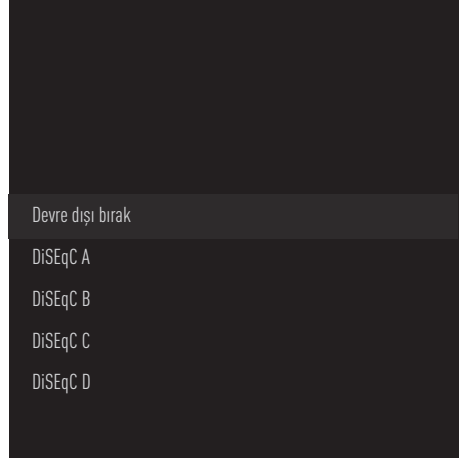 Devre dışı bırak
DiSEqC A
DiSEqC B
DiSEqC C
DiSEqC D